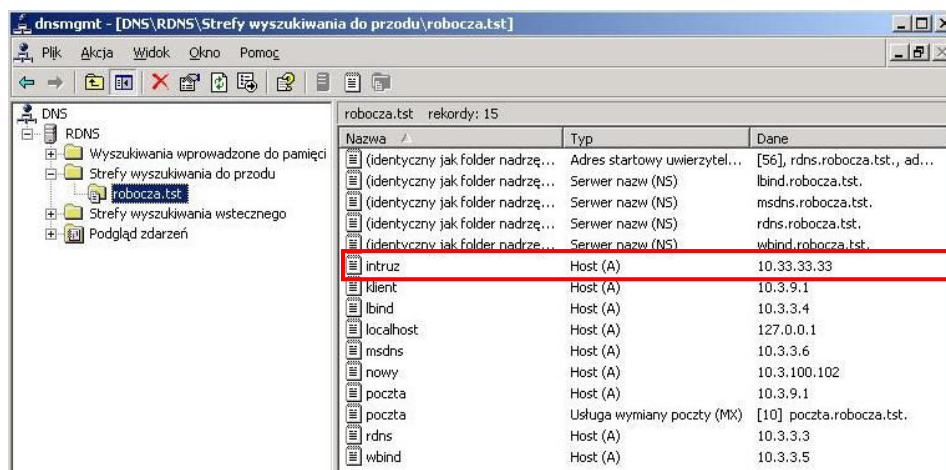 dnsmgmt - [DNS\RDNS\Strefy wyszukiwania do przodu\robocza.tst]
Plik Akcja Widok Okno Pomoc
DNS
RDNS
Wyszukiwania wprowadzone do pamięci
Strefy wyszukiwania do przodu
robocza.tst
Strefy wyszukiwania wstecznego
Podgląd zdarzeń
robocza.tst rekordy: 15
Nazwa Typ Dane
(identyczny jak folder nadrzę... Adres startowy uwierzytel... [56], rdns.robocza.tst., ad...
(identyczny jak folder nadrzę... Serwer nazw (NS) lbind.robocza.tst.
(identyczny jak folder nadrzę... Serwer nazw (NS) msdns.robocza.tst.
(identyczny jak folder nadrzę... Serwer nazw (NS) rdns.robocza.tst.
(identyczny jak folder nadrzę... Serwer nazw (NS) wbind.robocza.tst.
intruz Host (A) 10.33.33.33
klient Host (A) 10.3.9.1
lbind Host (A) 10.3.3.4
localhost Host (A) 127.0.0.1
msdns Host (A) 10.3.3.6
nowy Host (A) 10.3.100.102
poczta Host (A) 10.3.9.1
poczta Usługa wymiany poczty (MX) [10] poczta.robocza.tst.
rdns Host (A) 10.3.3.3
wbind Host (A) 10.3.3.5